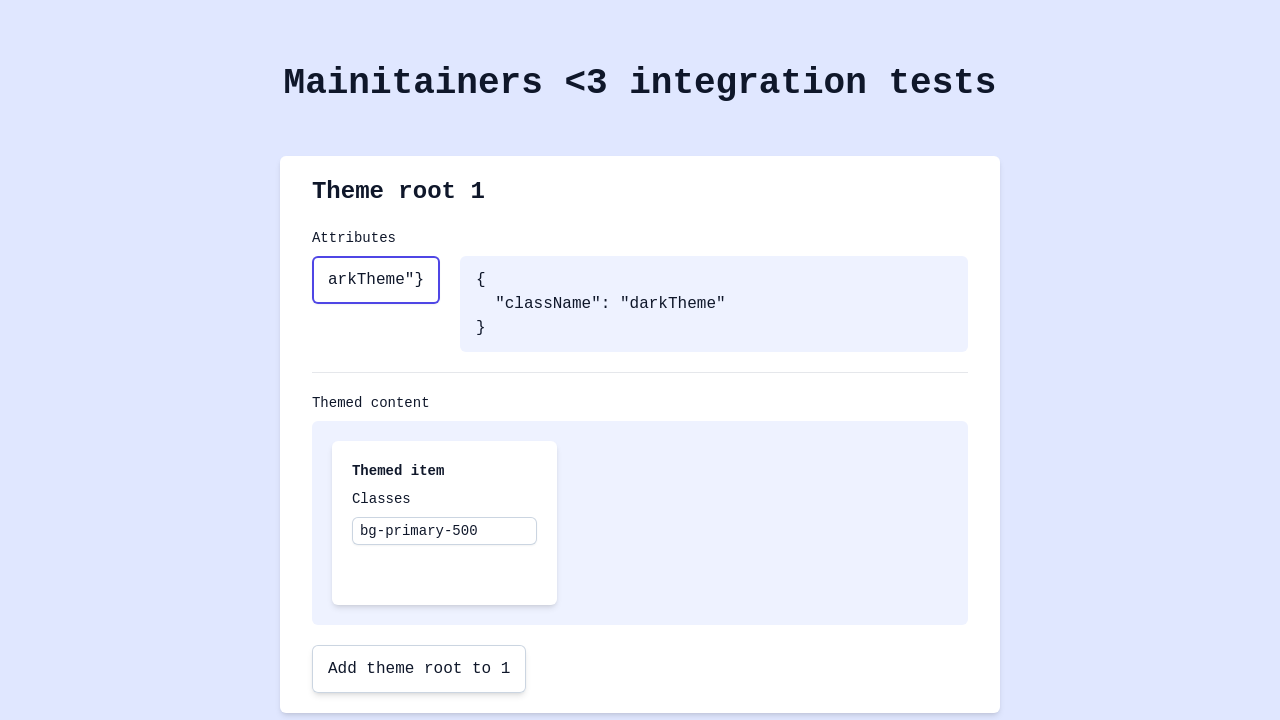 Mainitainers <3 integration tests
Theme root 1
Attributes
arkTheme"}
{
"className": "darkTheme"
}
Themed content
Themed item
Classes
bg-primary-500
Add theme root to 1